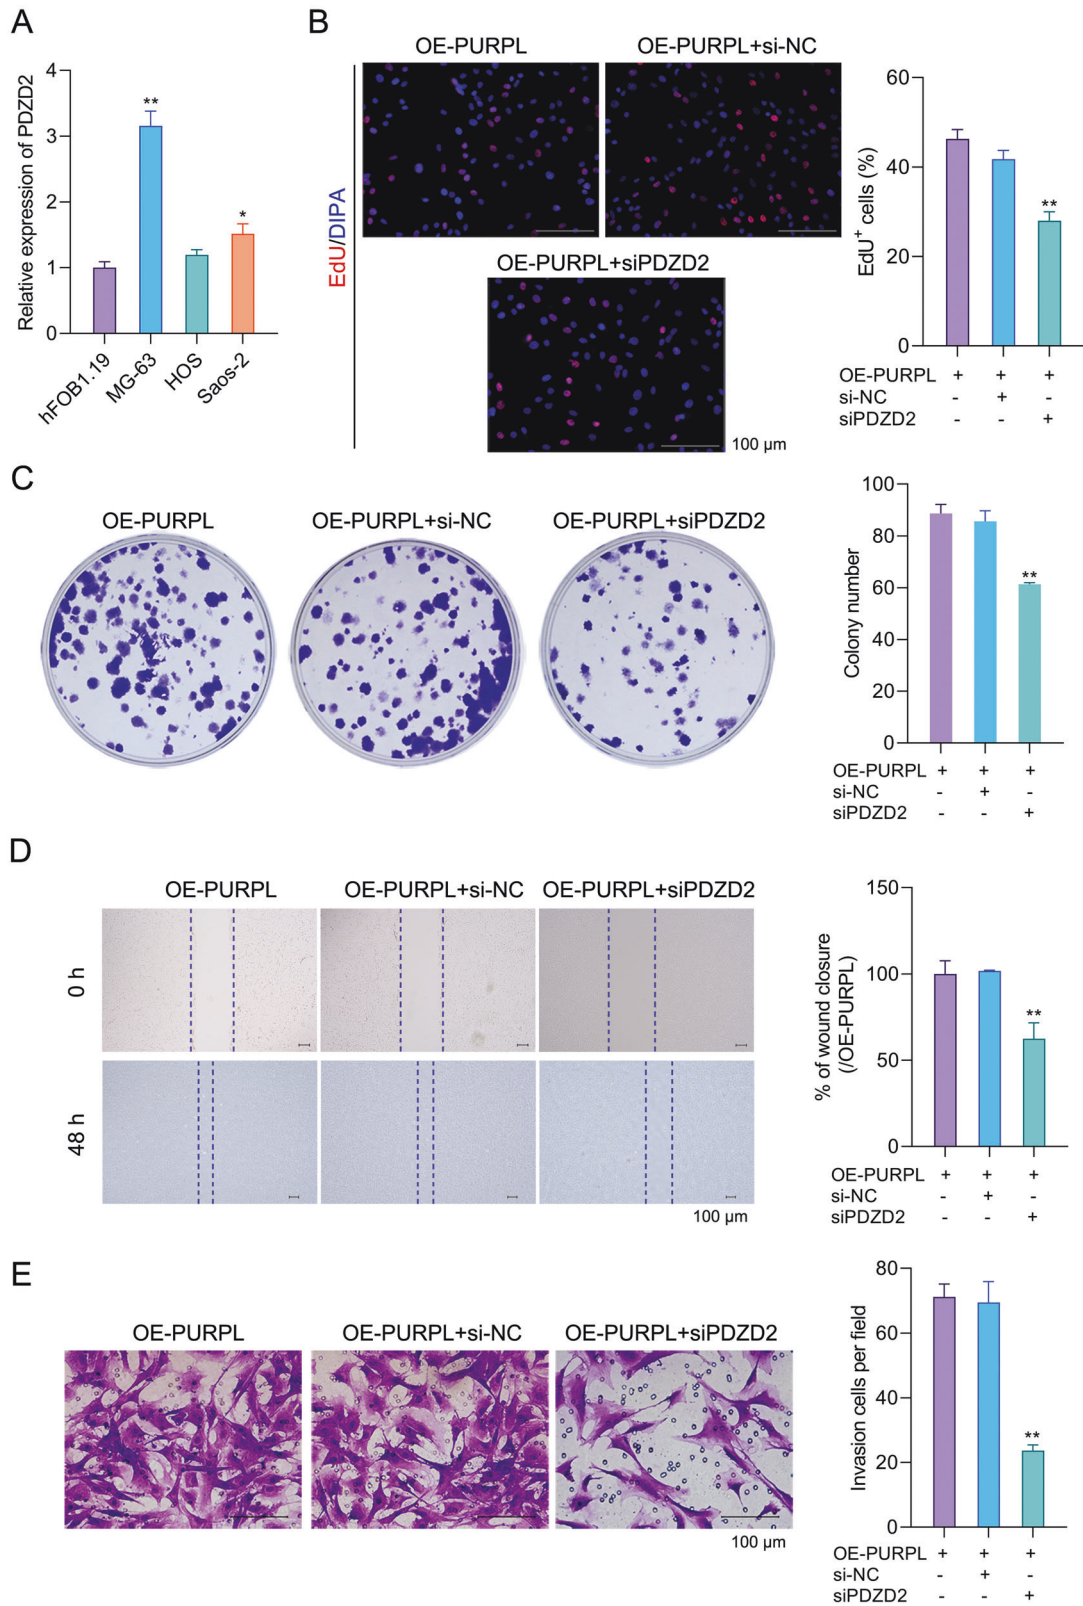 A
Relative expression of PDZD2
4
3
2
1
0
**
*
hFOB1.19
MG-63
HOS
Saos-2
B
OE-PURPL
OE-PURPL+si-NC
EdU/DIPA
OE-PURPL+siPDZD2
100 µm
EdU+ cells (%)
60
40
20
0
**
OE-PURPL + + +
si-NC - + -
siPDZD2 - - +
C
OE-PURPL
OE-PURPL+si-NC
OE-PURPL+siPDZD2
Colony number
100
80
60
40
20
0
**
OE-PURPL + + +
si-NC - + -
siPDZD2 - - +
D
OE-PURPL
OE-PURPL+si-NC
OE-PURPL+siPDZD2
0 h
48 h
100 µm
% of wound closure
(/OE-PURPL)
150
100
50
0
**
OE-PURPL + + +
si-NC - + -
siPDZD2 - - +
E
OE-PURPL
OE-PURPL+si-NC
OE-PURPL+siPDZD2
100 µm
Invasion cells per field
80
60
40
20
0
**
OE-PURPL + + +
si-NC - + -
siPDZD2 - - +